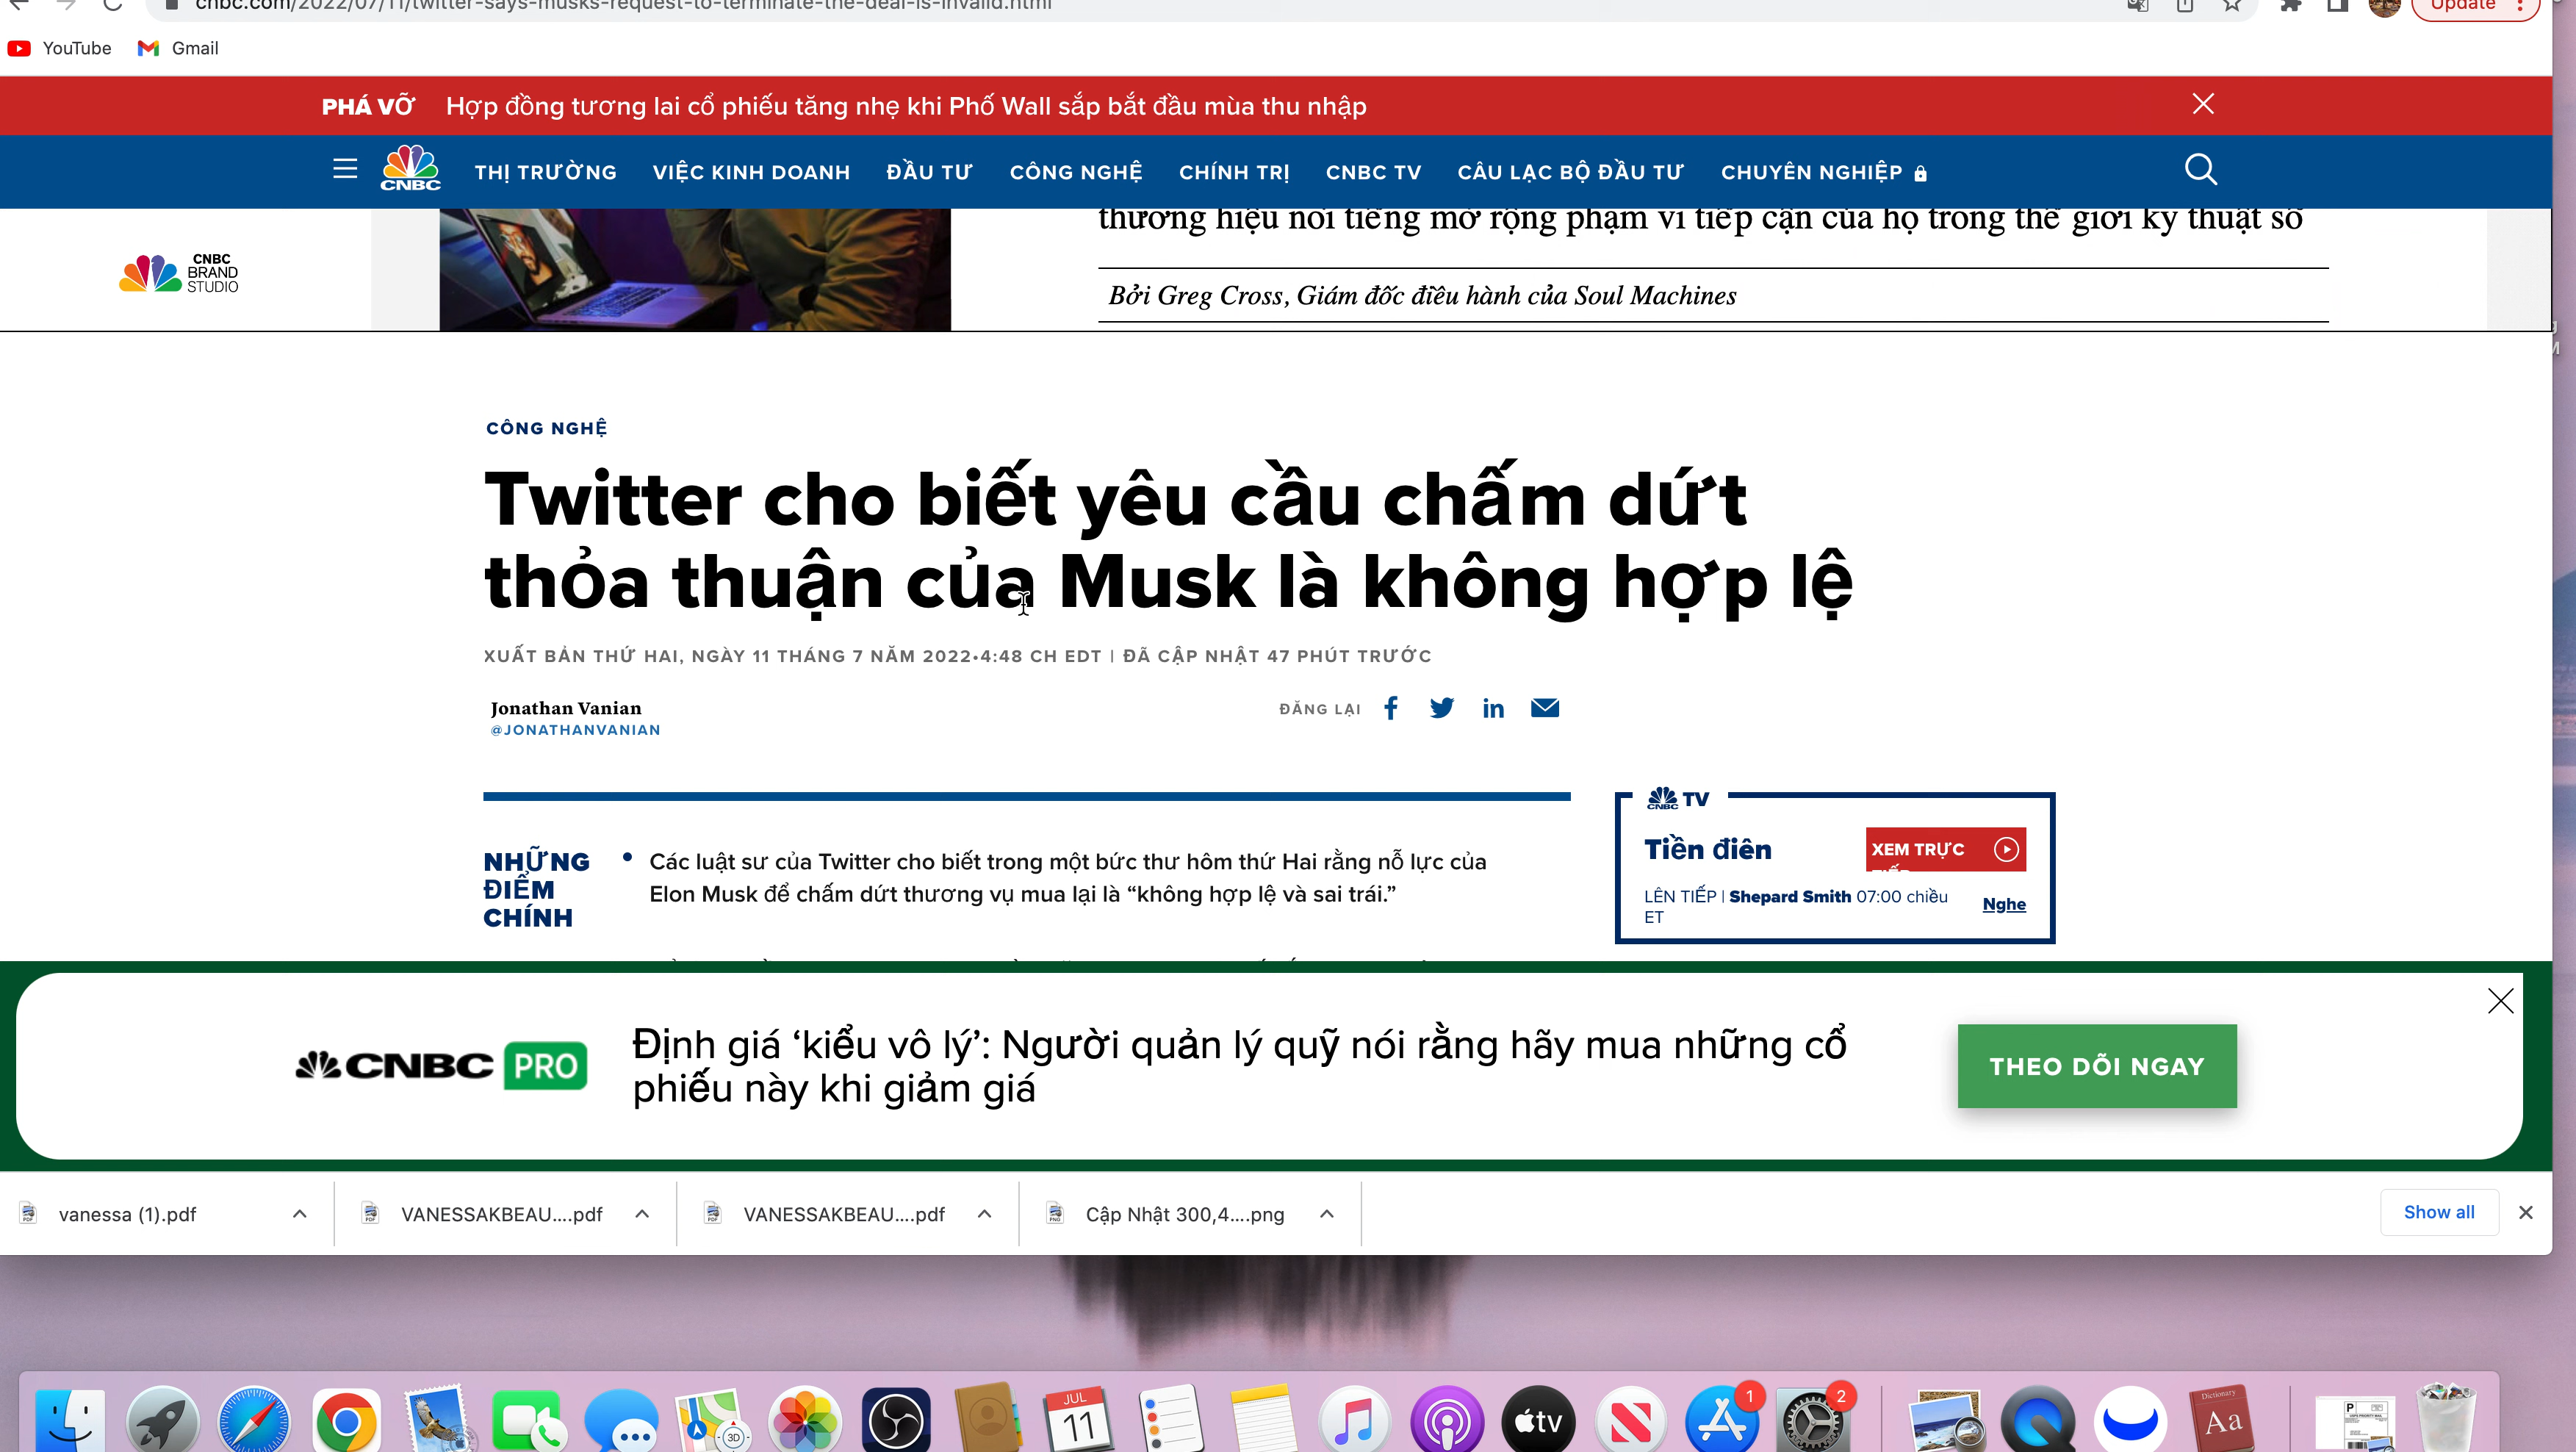 cnbc.com/2022/07/11/twitter-says-musks-request-to-terminate-the-deal-is-invalid.html
Update
YouTube Gmail
PHÁ VỠ Hợp đồng tương lai cổ phiếu tăng nhẹ khi Phố Wall sắp bắt đầu mùa thu nhập
CNBC THỊ TRƯỜNG VIỆC KINH DOANH ĐẦU TƯ CÔNG NGHỆ CHÍNH TRỊ CNBC TV CÂU LẠC BỘ ĐẦU TƯ CHUYÊN NGHIỆP
thương hiệu nổi tiếng mở rộng phạm vi tiếp cận của họ trong thế giới kỹ thuật số
CNBC
BRAND
STUDIO
Bởi Greg Cross, Giám đốc điều hành của Soul Machines
CÔNG NGHỆ
Twitter cho biết yêu cầu chấm dứt
thỏa thuận của Musk là không hợp lệ
XUẤT BẢN THỨ HAI, NGÀY 11 THÁNG 7 NĂM 2022•4:48 CH EDT | ĐÃ CẬP NHẬT 47 PHÚT TRƯỚC
Jonathan Vanian
@JONATHANVANIAN
ĐĂNG LẠI
NHỮNG
ĐIỂM
CHÍNH
• Các luật sư của Twitter cho biết trong một bức thư hôm thứ Hai rằng nỗ lực của
Elon Musk để chấm dứt thương vụ mua lại là “không hợp lệ và sai trái.”
CNBC TV
Tiền điên
XEM TRỰC
TIẾP
LÊN TIẾP | Shepard Smith 07:00 chiều
ET
Nghe
CNBC PRO
Định giá ‘kiểu vô lý’: Người quản lý quỹ nói rằng hãy mua những cổ
phiếu này khi giảm giá
THEO DÕI NGAY
vanessa (1).pdf
VANESSAKBEAU....pdf
VANESSAKBEAU....pdf
Cập Nhật 300,4....png
Show all
3D
JUL
11
tv
1
2
Dictionary
Aa
P